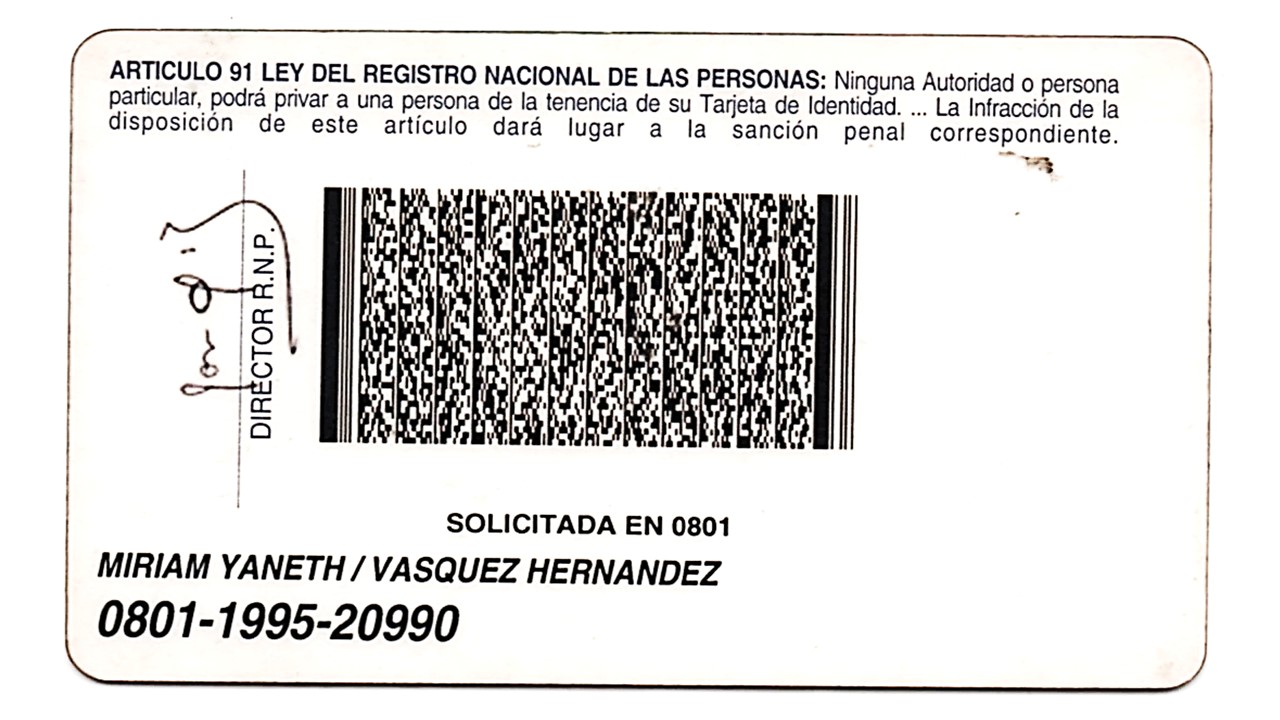 ARTICULO 91 LEY DEL REGISTRO NACIONAL DE LAS PERSONAS: Ninguna Autoridad o persona
particular, podrá privar a una persona de la tenencia de su Tarjeta de Identidad. ... La Infracción de la
disposición de este artículo dará lugar a la sanción penal correspondiente.
DIRECTOR R.N.P.
SOLICITADA EN 0801
MIRIAM YANETH / VASQUEZ HERNANDEZ
0801-1995-20990